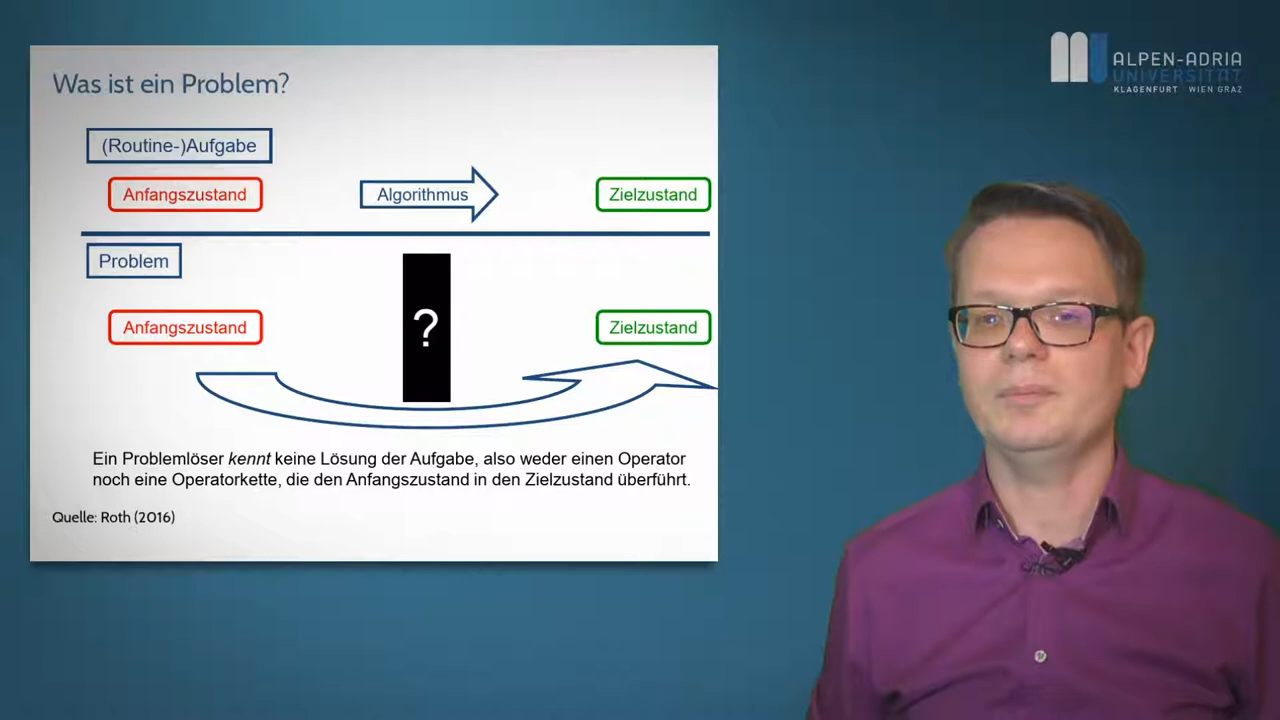 Was ist ein Problem?
(Routine-)Aufgabe
Anfangszustand
Algorithmus
Zielzustand
Problem
Anfangszustand
?
Zielzustand
Ein Problemlöser kennt keine Lösung der Aufgabe, also weder einen Operator
noch eine Operatorkette, die den Anfangszustand in den Zielzustand überführt.
Quelle: Roth (2016)
ALPEN-ADRIA
UNIVERSITÄT
KLAGENFURT WIEN GRAZ